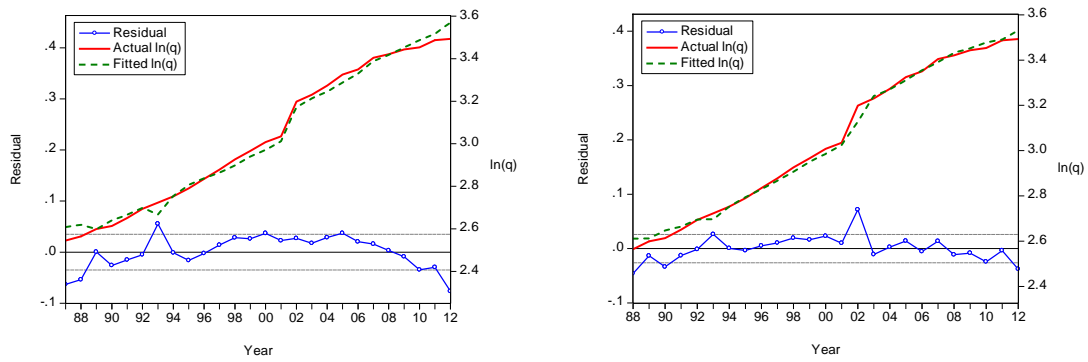 Residual
Actual ln(q)
Fitted ln(q)
.4
.3
.2
.1
.0
-.1
Residual
3.6
3.4
3.2
3.0
2.8
2.6
2.4
ln(q)
88 90 92 94 96 98 00 02 04 06 08 10 12
Year
Residual
Actual ln(q)
Fitted ln(q)
.4
.3
.2
.1
.0
-.1
Residual
3.6
3.4
3.2
3.0
2.8
2.6
2.4
ln(q)
88 90 92 94 96 98 00 02 04 06 08 10 12
Year